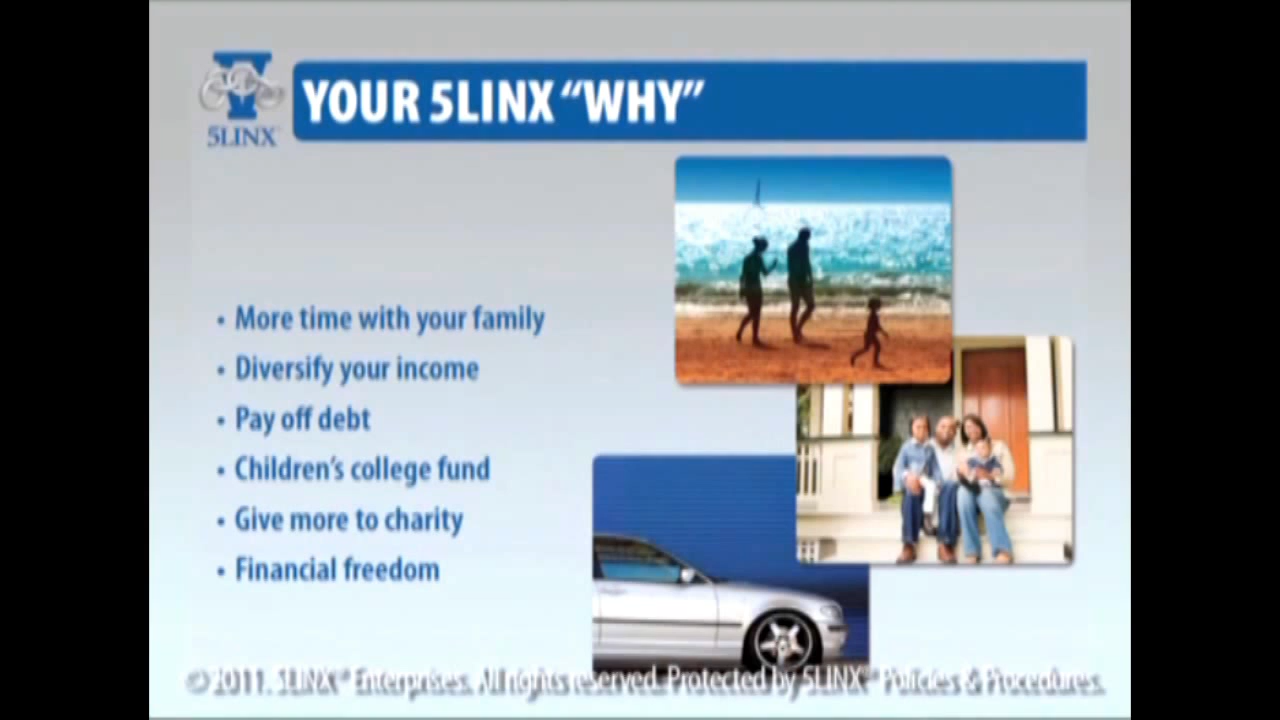 5LINX
YOUR 5LINX “WHY”
• More time with your family
• Diversify your income
• Pay off debt
• Children’s college fund
• Give more to charity
• Financial freedom
© 2011. 5LINX® Enterprises. All rights reserved. Protected by 5LINX® Policies & Procedures.